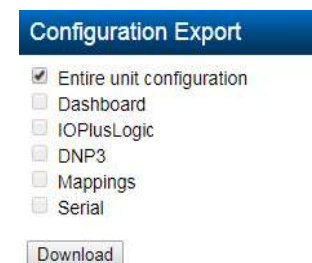 Configuration Export
Entire unit configuration
Dashboard
IOPlusLogic
DNP3
Mappings
Serial
Download